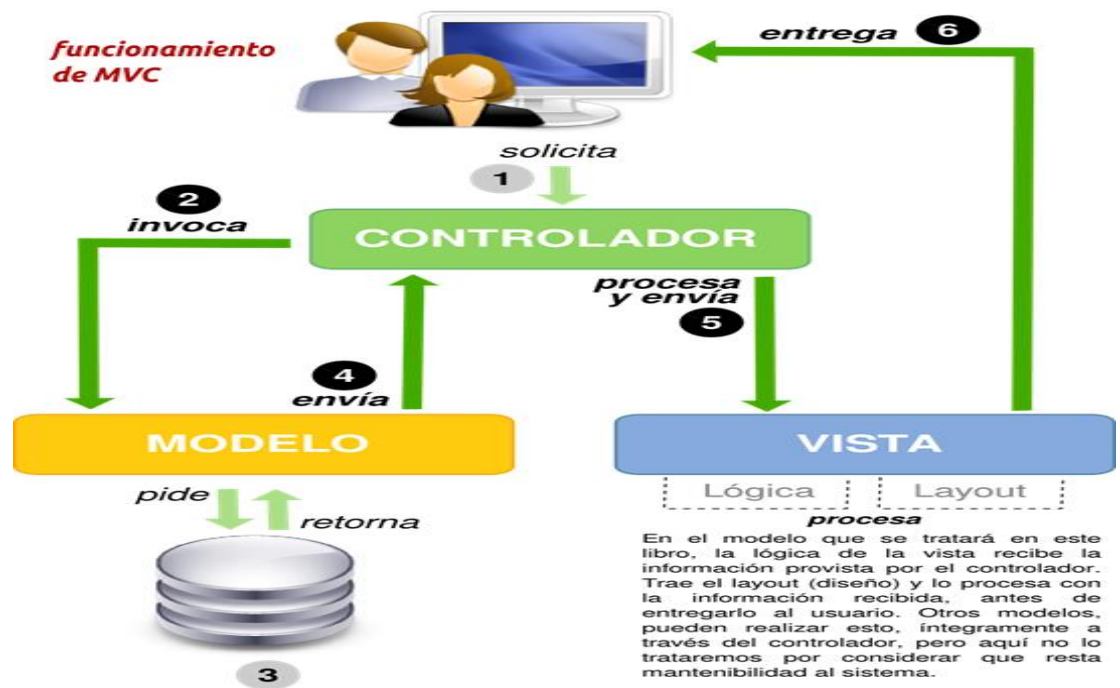 funcionamiento
de MVC
entrega 6
solicita
1
2
invoca
CONTROLADOR
procesa
y envía
5
4
envía
MODELO
VISTA
pide
retorna
Lógica
Layout
procesa
En el modelo que se tratará en este
libro, la lógica de la vista recibe la
información provista por el controlador.
Trae el layout (diseño) y lo procesa con
la información recibida, antes de
entregarlo al usuario. Otros modelos,
pueden realizar esto, íntegramente a
través del controlador, pero aquí no lo
trataremos por considerar que resta
mantenibilidad al sistema.
3